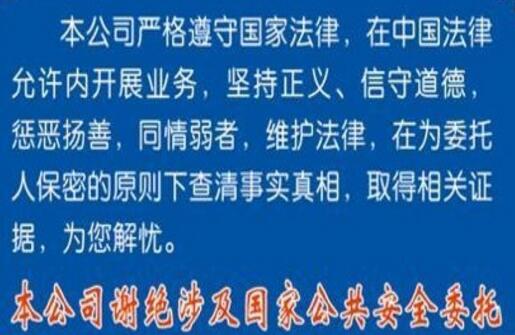 本公司严格遵守国家法律，在中国法律
允许内开展业务，坚持正义、信守道德，
惩恶扬善，同情弱者，维护法律，在为委托
人保密的原则下查清事实真相，取得相关证
据，为您解忧。
本公司谢绝涉及国家公共安全委托